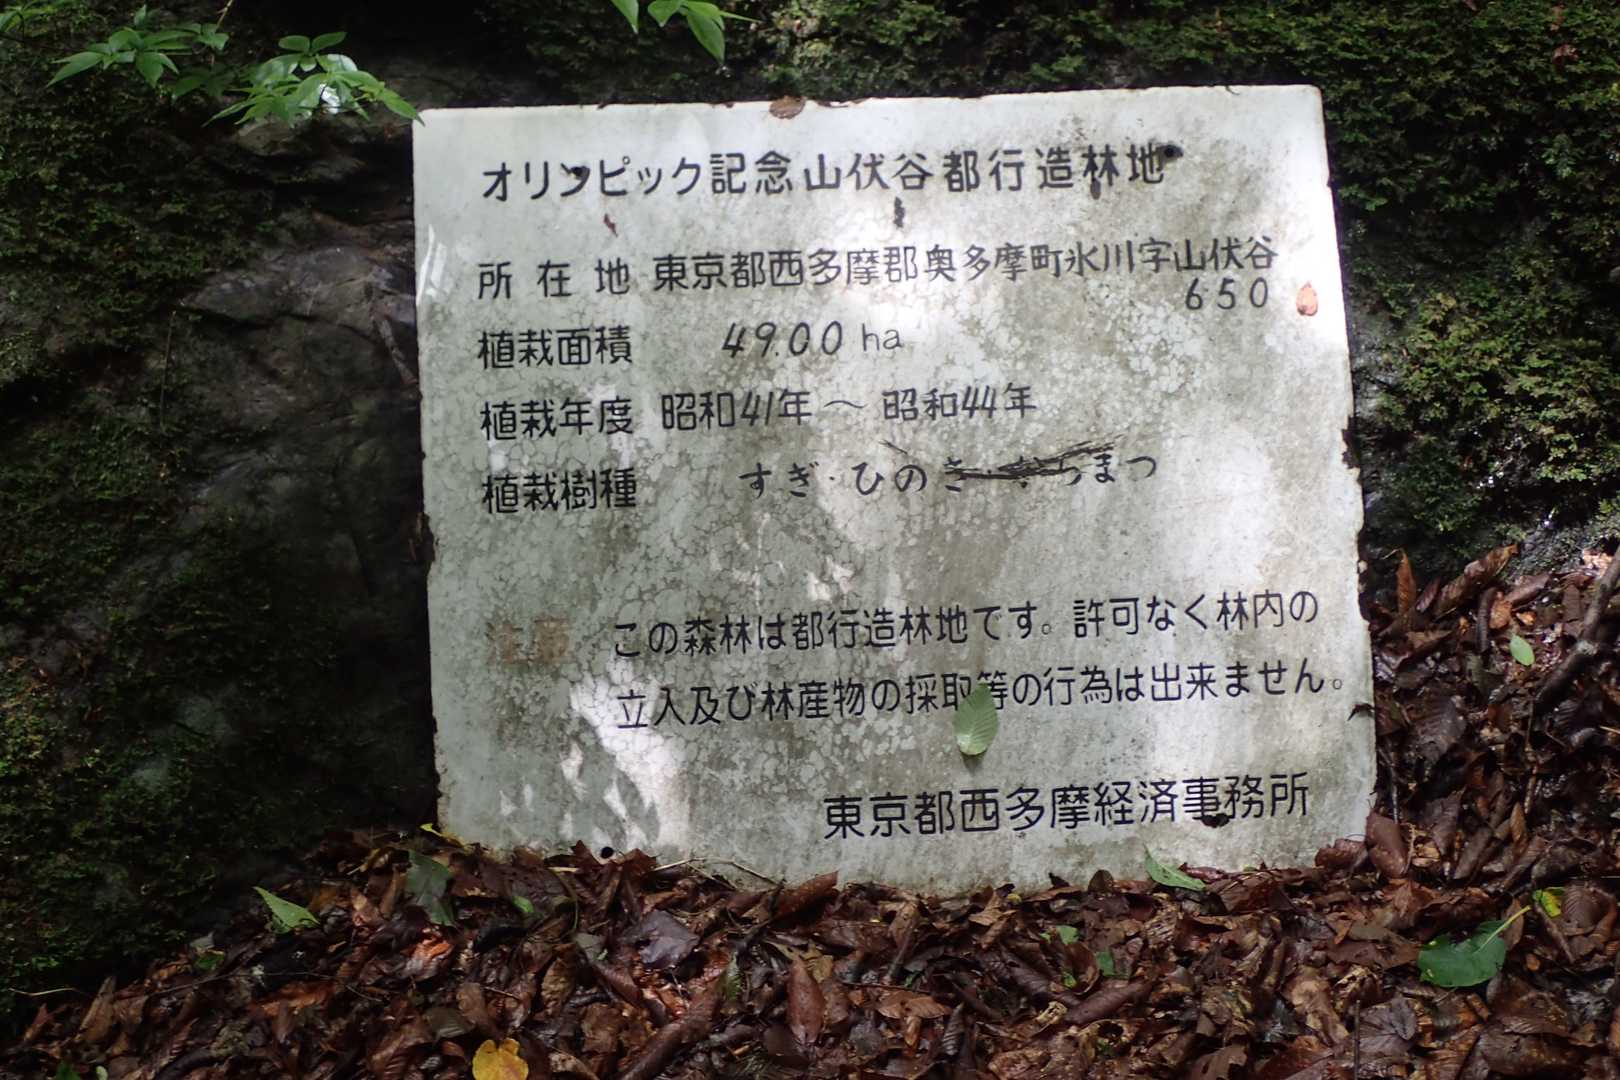 オリンピック記念山伏谷都行造林地
所在地 東京都西多摩郡奥多摩町氷川字山伏谷
650
植栽面積 49.00 ha
植栽年度 昭和41年～昭和44年
植栽樹種 すぎ・ひのき・からまつ
注意 この森林は都行造林地です。許可なく林内の
立入及び林産物の採取等の行為は出来ません。
東京都西多摩経済事務所